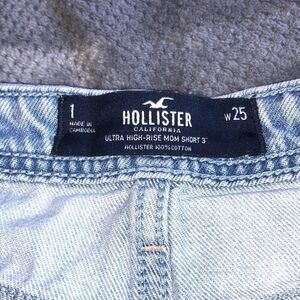 1
MADE IN
CAMBODIA
HOLLISTER
CALIFORNIA
W 25
ULTRA HIGH-RISE MOM SHORT 3"
HOLLISTER 100% COTTON